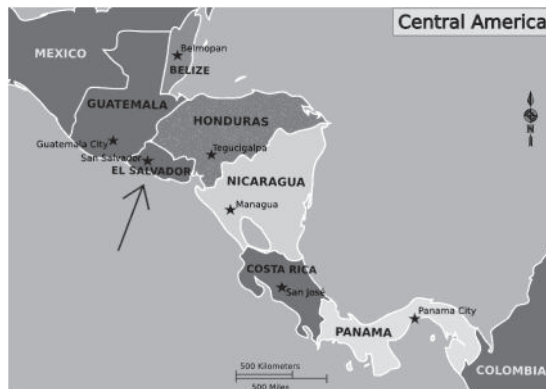 Central America
MEXICO
Belmopan
BELIZE
GUATEMALA
HONDURAS
Guatemala City
San Salvador
Tegucigalpa
EL SALVADOR
NICARAGUA
N
Managua
COSTA RICA
San José
Panama City
PANAMA
500 Kilometers
500 Miles
COLOMBIA